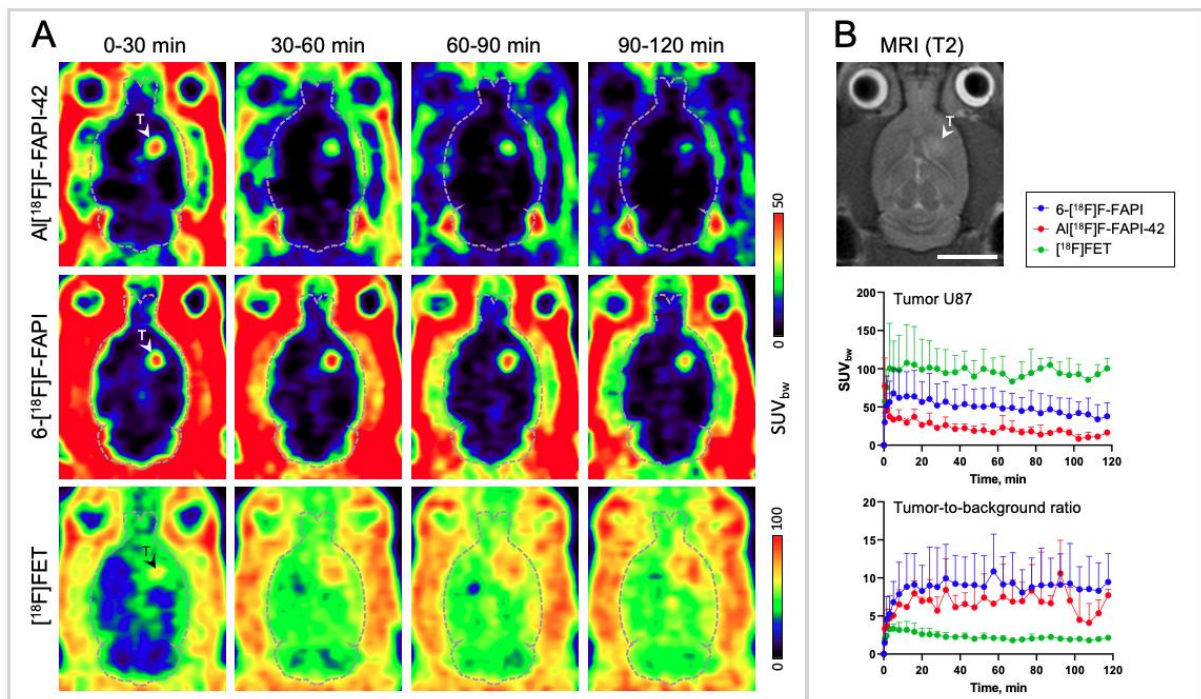 A
0-30 min 30-60 min 60-90 min 90-120 min
Al[¹⁸F]F-FAPI-42
T
6-[¹⁸F]F-FAPI
T
[¹⁸F]FET
T
50
0
SUVbw
100
0
B
MRI (T2)
T
6-[¹⁸F]F-FAPI
Al[¹⁸F]F-FAPI-42
[¹⁸F]FET
Tumor U87
SUVbw
200
150
100
50
0
0 20 40 60 80 100 120
Time, min
Tumor-to-background ratio
20
15
10
5
0
0 20 40 60 80 100 120
Time, min